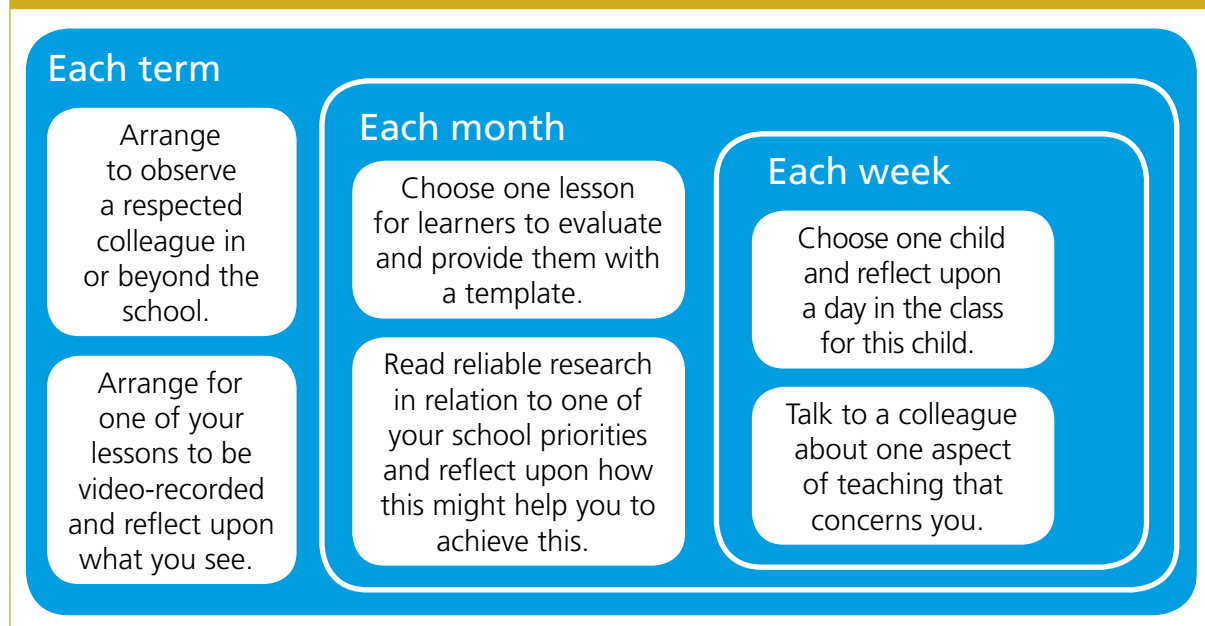 Each term
Arrange
to observe
a respected
colleague in
or beyond the
school.
Arrange for
one of your
lessons to be
video-recorded
and reflect upon
what you see.
Each month
Choose one lesson
for learners to evaluate
and provide them with
a template.
Read reliable research
in relation to one of
your school priorities
and reflect upon how
this might help you to
achieve this.
Each week
Choose one child
and reflect upon
a day in the class
for this child.
Talk to a colleague
about one aspect
of teaching that
concerns you.